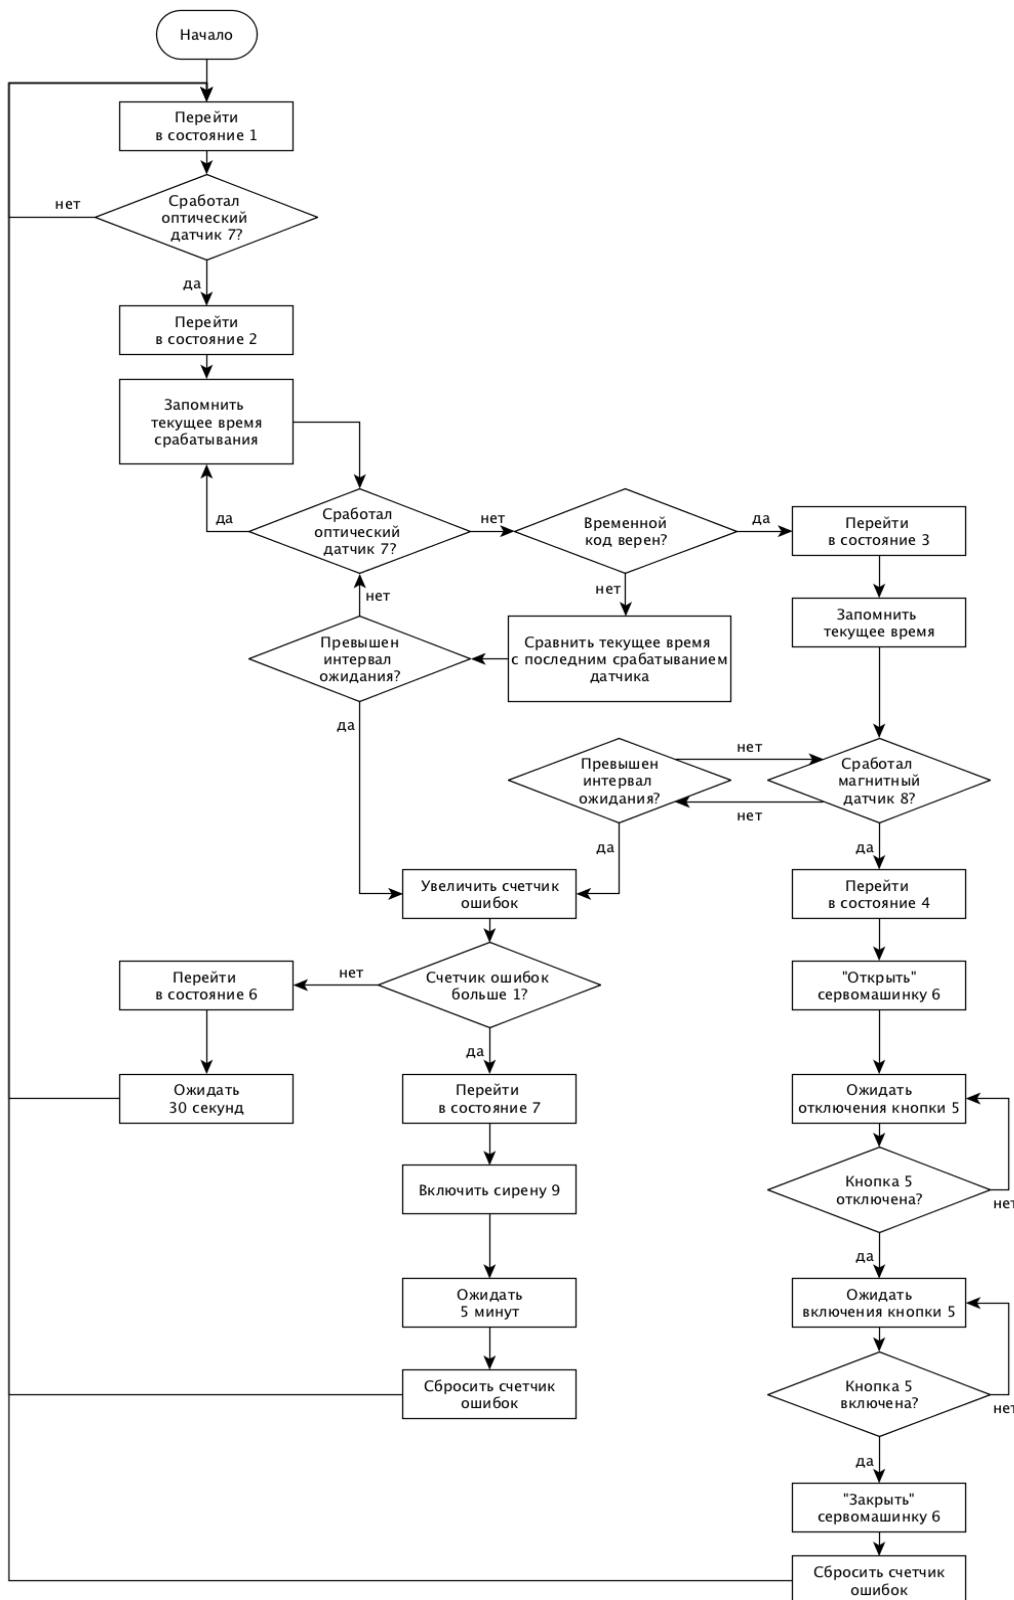 Начало
Перейти
в состояние 1
нет
Сработал
оптический
датчик 7?
да
Перейти
в состояние 2
Запомнить
текущее время
срабатывания
да
Сработал
оптический
датчик 7?
нет
Временной
код верен?
да
Перейти
в состояние 3
нет
нет
Запомнить
текущее время
Превышен
интервал
ожидания?
Сравнить текущее время
с последним срабатыванием
датчика
да
нет
Превышен
интервал
ожидания?
Сработал
магнитный
датчик 8?
нет
да
да
Увеличить счетчик
ошибок
Перейти
в состояние 4
Перейти
в состояние 6
нет
Счетчик ошибок
больше 1?
"Открыть"
сервомашинку 6
да
Ожидать
30 секунд
Перейти
в состояние 7
Ожидать
отключения кнопки 5
Включить сирену 9
Кнопка 5
отключена?
нет
да
Ожидать
5 минут
Ожидать
включения кнопки 5
Сбросить счетчик
ошибок
Кнопка 5
включена?
нет
да
"Закрыть"
сервомашинку 6
Сбросить счетчик
ошибок